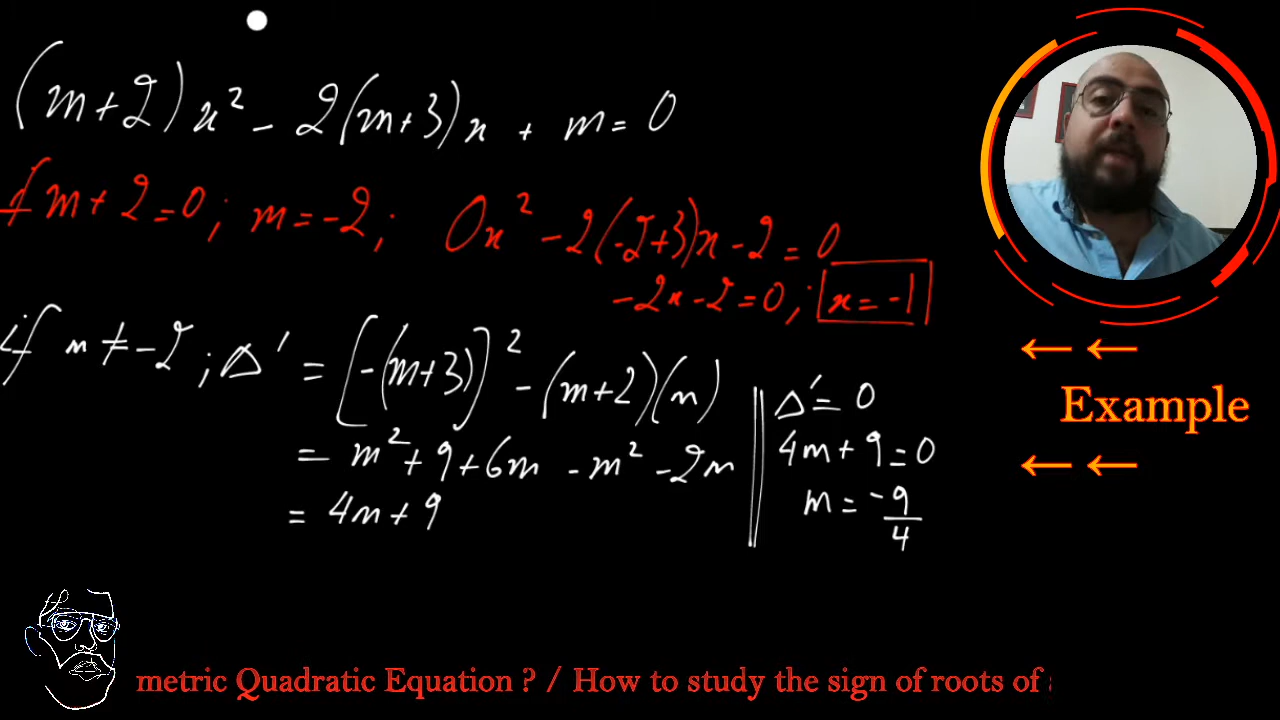 (m+2)x² - 2(m+3)x + m = 0
if m+2=0; m=-2; 0x² - 2(-2+3)x - 2 = 0
-2x-2=0; x=-1
if m≠-2; Δ' = [-(m+3)]² - (m+2)(m)
= m²+9+6m -m² -2m
= 4m+9
Δ'= 0
4m+9=0
m = -9/4
← ←
Example
← ←
metric Quadratic Equation ? / How to study the sign of roots of